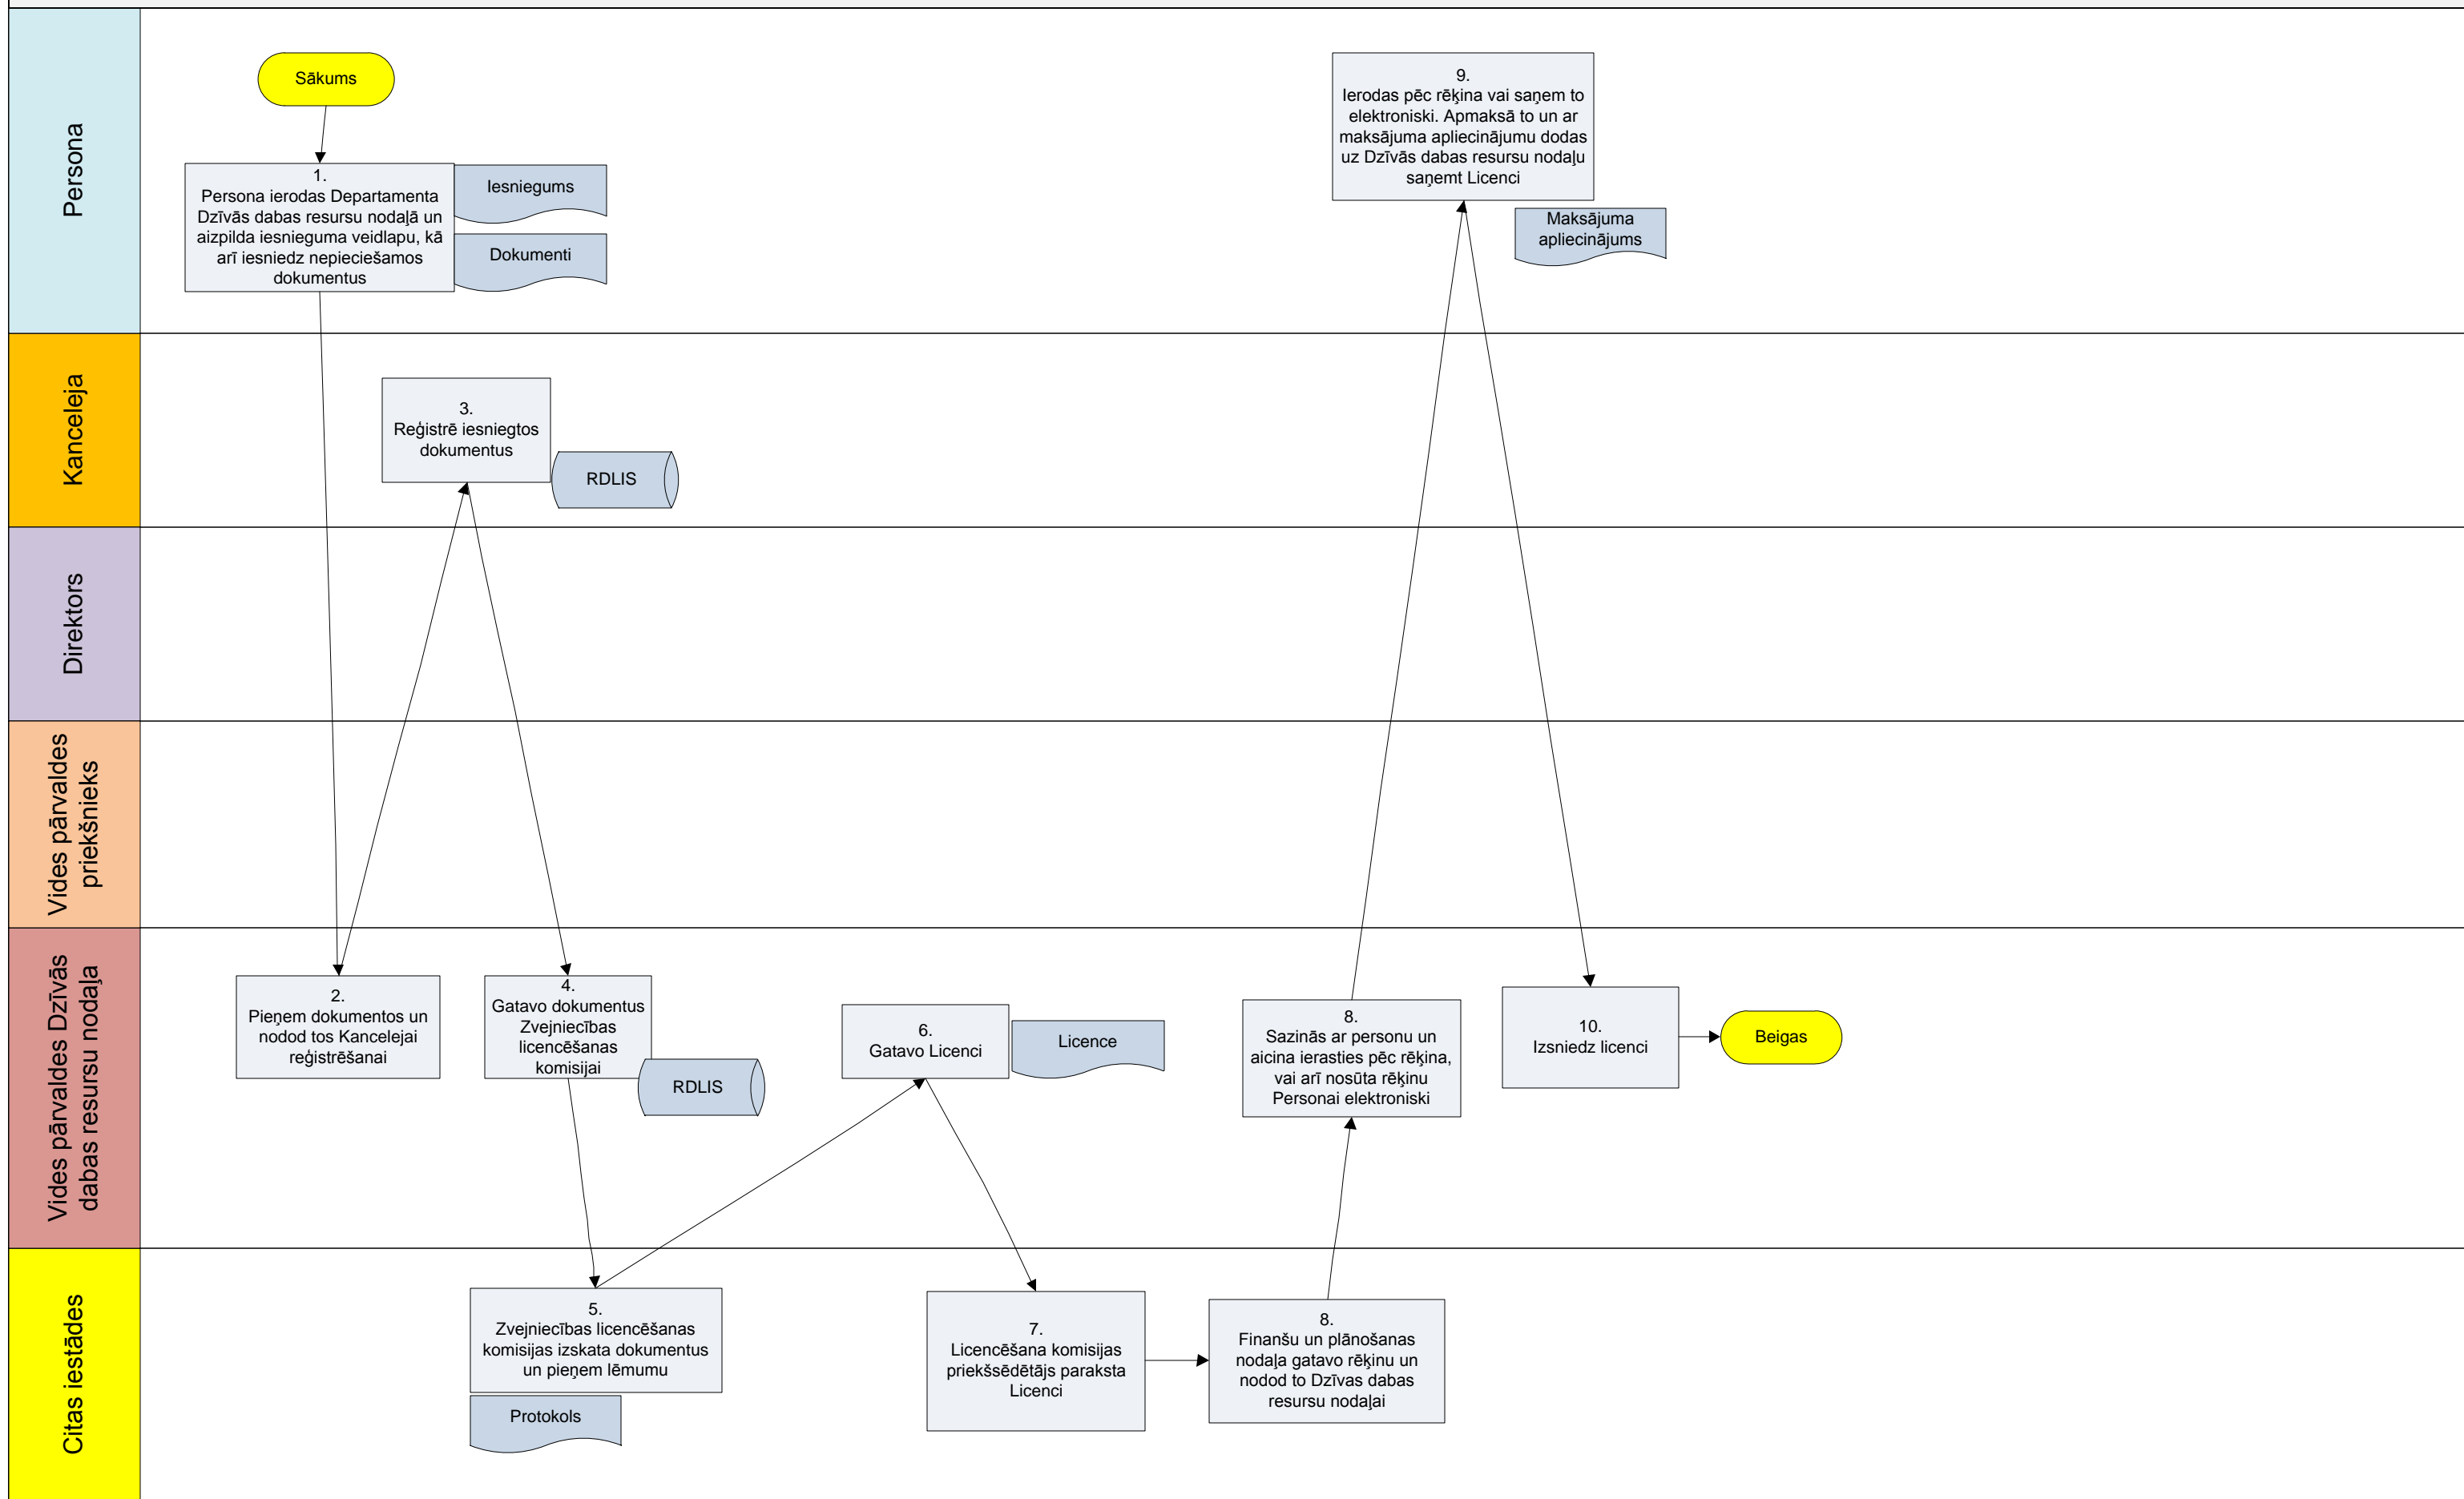 Persona
Sākums
1.
Persona ierodas Departamenta
Dzīvās dabas resursu nodaļā un
aizpilda iesnieguma veidlapu, kā
arī iesniedz nepieciešamos
dokumentus
Iesniegums
Dokumenti
9.
Ierodas pēc rēķina vai saņem to
elektroniski. Apmaksā to un ar
maksājuma apliecinājumu dodas
uz Dzīvās dabas resursu nodaļu
saņemt Licenci
Maksājuma
apliecinājums
Kanceleja
3.
Reģistrē iesniegtos
dokumentus
RDLIS
Direktors
Vides pārvaldes
priekšnieks
Vides pārvaldes Dzīvās
dabas resursu nodaļa
2.
Pieņem dokumentos un
nodod tos Kancelejai
reģistrēšanai
4.
Gatavo dokumentus
Zvejniecības
licencēšanas
komisijai
RDLIS
6.
Gatavo Licenci
Licence
8.
Sazinās ar personu un
aicina ierasties pēc rēķina,
vai arī nosūta rēķinu
Personai elektroniski
10.
Izsniedz licenci
Beigas
Citas iestādes
5.
Zvejniecības licencēšanas
komisijas izskata dokumentus
un pieņem lēmumu
Protokols
7.
Licencēšana komisijas
priekšsēdētājs paraksta
Licenci
8.
Finanšu un plānošanas
nodaļa gatavo rēķinu un
nodod to Dzīvas dabas
resursu nodaļai